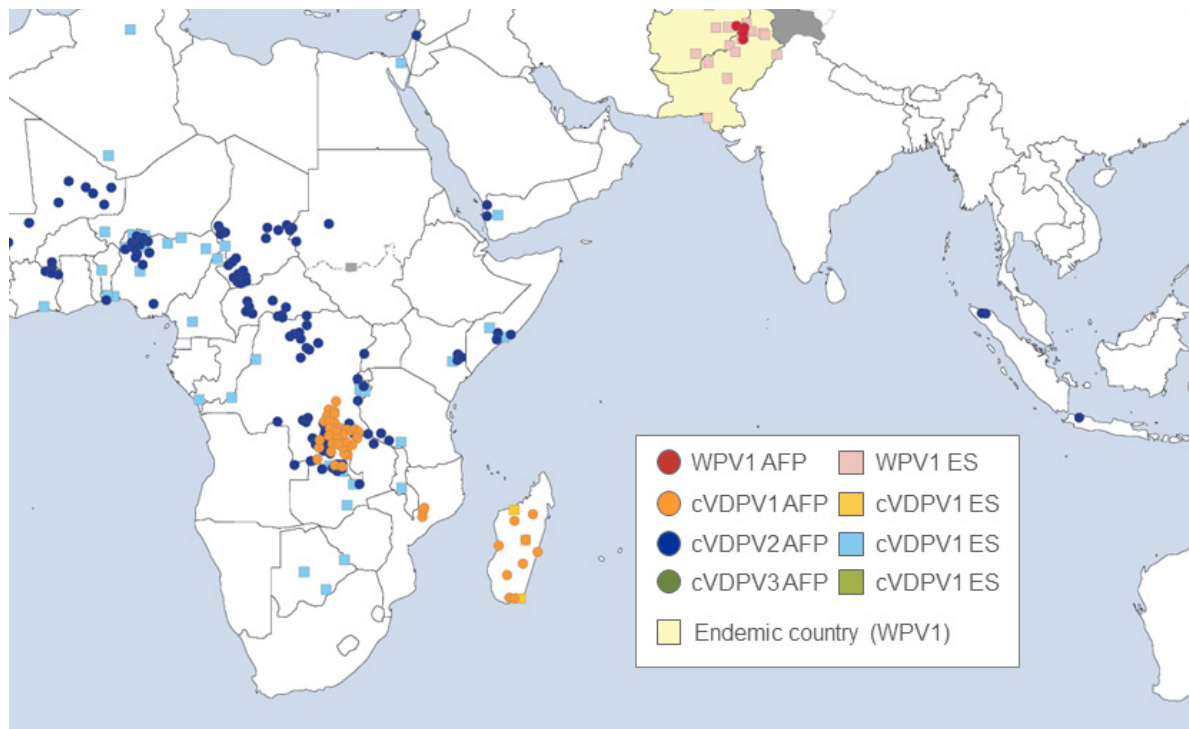 WPV1 AFP WPV1 ES
cVDPV1 AFP cVDPV1 ES
cVDPV2 AFP cVDPV1 ES
cVDPV3 AFP cVDPV1 ES
Endemic country (WPV1)